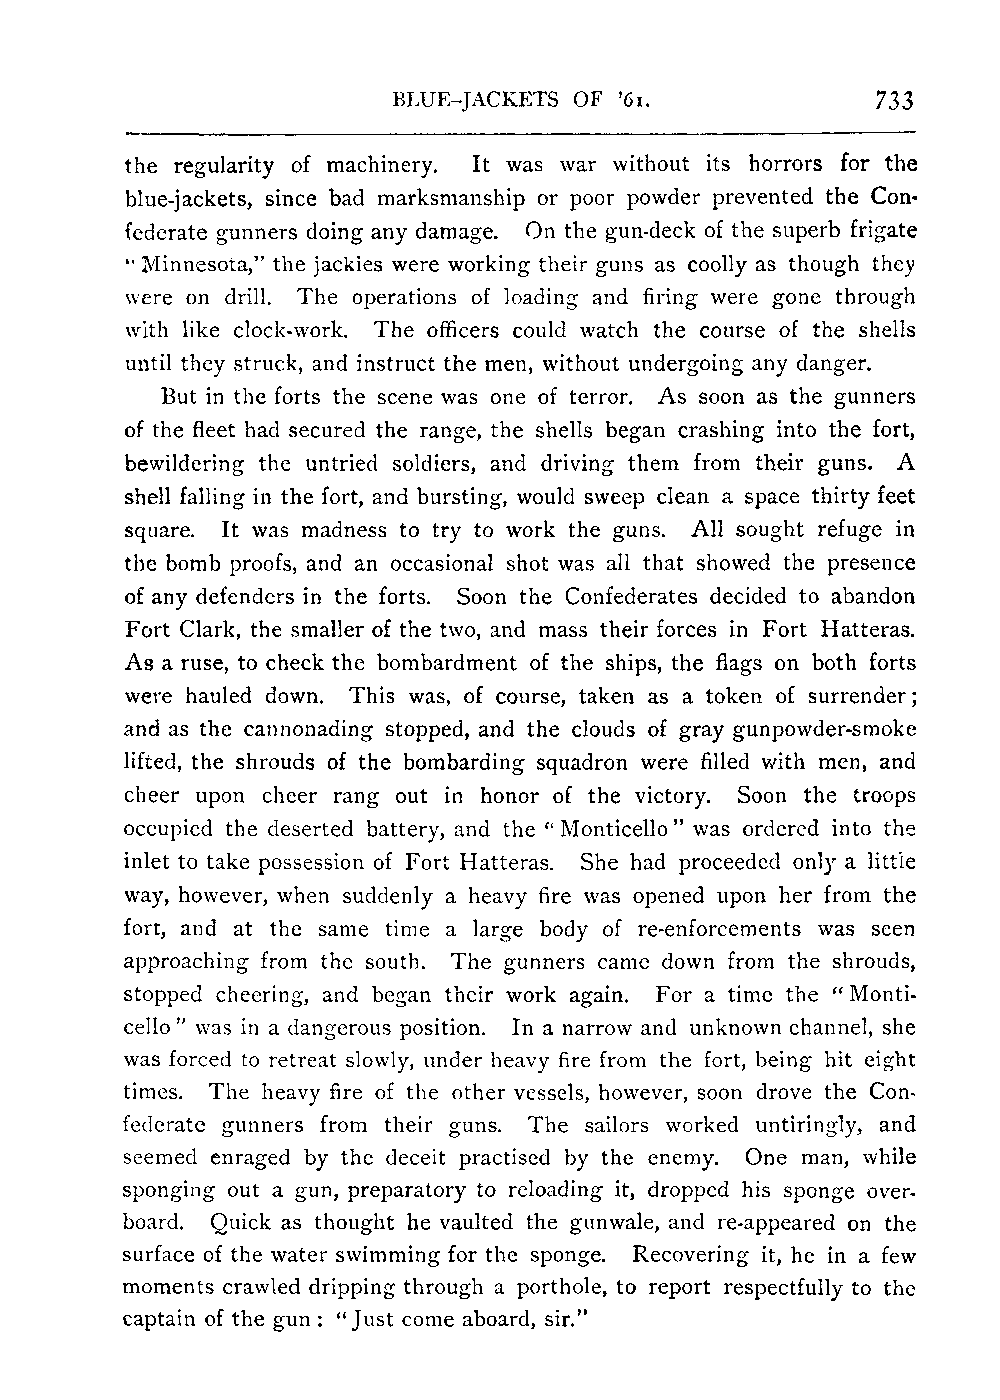 BLUE-JACKETS OF '61. 733
the regularity of machinery. It was war without its horrors for the
blue-jackets, since bad marksmanship or poor powder prevented the Con-
federate gunners doing any damage. On the gun-deck of the superb frigate
"Minnesota," the jackies were working their guns as coolly as though they
were on drill. The operations of loading and firing were gone through
with like clock-work. The officers could watch the course of the shells
until they struck, and instruct the men, without undergoing any danger.
But in the forts the scene was one of terror. As soon as the gunners
of the fleet had secured the range, the shells began crashing into the fort,
bewildering the untried soldiers, and driving them from their guns. A
shell falling in the fort, and bursting, would sweep clean a space thirty feet
square. It was madness to try to work the guns. All sought refuge in
the bomb proofs, and an occasional shot was all that showed the presence
of any defenders in the forts. Soon the Confederates decided to abandon
Fort Clark, the smaller of the two, and mass their forces in Fort Hatteras.
As a ruse, to check the bombardment of the ships, the flags on both forts
were hauled down. This was, of course, taken as a token of surrender;
and as the cannonading stopped, and the clouds of gray gunpowder-smoke
lifted, the shrouds of the bombarding squadron were filled with men, and
cheer upon cheer rang out in honor of the victory. Soon the troops
occupied the deserted battery, and the "Monticello" was ordered into the
inlet to take possession of Fort Hatteras. She had proceeded only a little
way, however, when suddenly a heavy fire was opened upon her from the
fort, and at the same time a large body of re-enforcements was seen
approaching from the south. The gunners came down from the shrouds,
stopped cheering, and began their work again. For a time the "Monti-
cello" was in a dangerous position. In a narrow and unknown channel, she
was forced to retreat slowly, under heavy fire from the fort, being hit eight
times. The heavy fire of the other vessels, however, soon drove the Con-
federate gunners from their guns. The sailors worked untiringly, and
seemed enraged by the deceit practised by the enemy. One man, while
sponging out a gun, preparatory to reloading it, dropped his sponge over-
board. Quick as thought he vaulted the gunwale, and re-appeared on the
surface of the water swimming for the sponge. Recovering it, he in a few
moments crawled dripping through a porthole, to report respectfully to the
captain of the gun: "Just come aboard, sir."